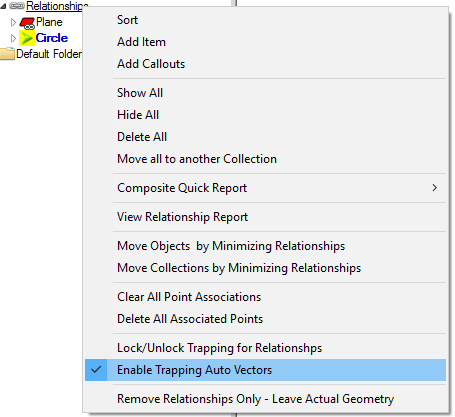 Relationships
Plane
Circle
Default Folder
Sort
Add Item
Add Callouts
Show All
Hide All
Delete All
Move all to another Collection
Composite Quick Report
View Relationship Report
Move Objects  by Minimizing Relationships
Move Collections by Minimizing Relationships
Clear All Point Associations
Delete All Associated Points
Lock/Unlock Trapping for Relationshps
Enable Trapping Auto Vectors
Remove Relationships Only - Leave Actual Geometry